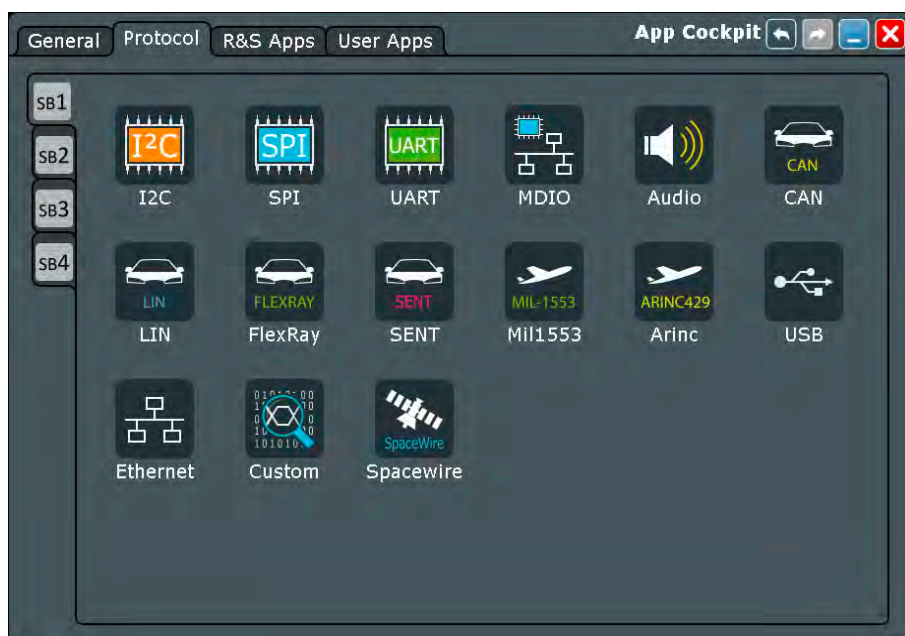 General Protocol R&S Apps User Apps App Cockpit
SB1
SB2
SB3
SB4
I²C SPI UART CAN
I2C SPI UART MDIO Audio CAN
LIN FLEXRAY SENT MIL-1553 ARINC429
LIN FlexRay SENT Mil1553 Arinc USB
SpaceWire
Ethernet Custom Spacewire